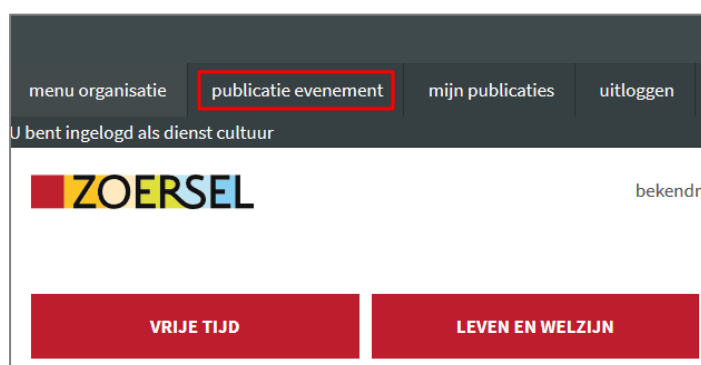 menu organisatie publicatie evenement mijn publicaties uitloggen
U bent ingelogd als dienst cultuur
ZOERSEL
VRIJE TIJD LEVEN EN WELZIJN